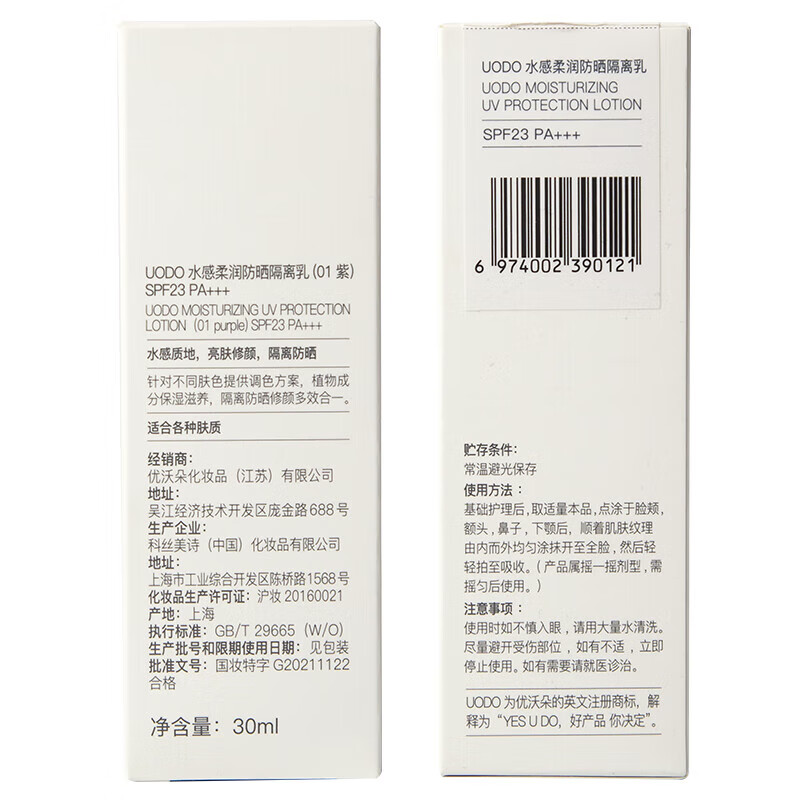 UODO 水感柔润防晒隔离乳 (01 紫)
SPF23 PA+++
UODO MOISTURIZING UV PROTECTION
LOTION (01 purple) SPF23 PA+++
水感质地，亮肤修颜，隔离防晒
针对不同肤色提供调色方案，植物成
分保湿滋养，隔离防晒修颜多效合一。
适合各种肤质
经销商：
优沃朵化妆品（江苏）有限公司
地址：
吴江经济技术开发区庞金路688号
生产企业：
科丝美诗（中国）化妆品有限公司
地址：
上海市工业综合开发区陈桥路1568号
化妆品生产许可证：沪妆 20160021
产地：上海
执行标准：GB/T 29665 (W/O)
生产批号和限期使用日期：见包装
批准文号：国妆特字 G20211122
合格
净含量：30ml
UODO 水感柔润防晒隔离乳
UODO MOISTURIZING
UV PROTECTION LOTION
SPF23 PA+++
6 974002 390121
贮存条件：
常温避光保存
使用方法：
基础护理后，取适量本品，点涂于脸颊，
额头，鼻子，下颚后，顺着肌肤纹理
由内而外均匀涂抹开至全脸，然后轻
轻拍至吸收。（产品属摇一摇剂型，需
摇匀后使用。）
注意事项：
使用时如不慎入眼，请用大量水清洗。
尽量避开受伤部位，如有不适，立即
停止使用。如有需要请就医诊治。
UODO 为优沃朵的英文注册商标，解
释为“YES U DO，好产品 你决定”。